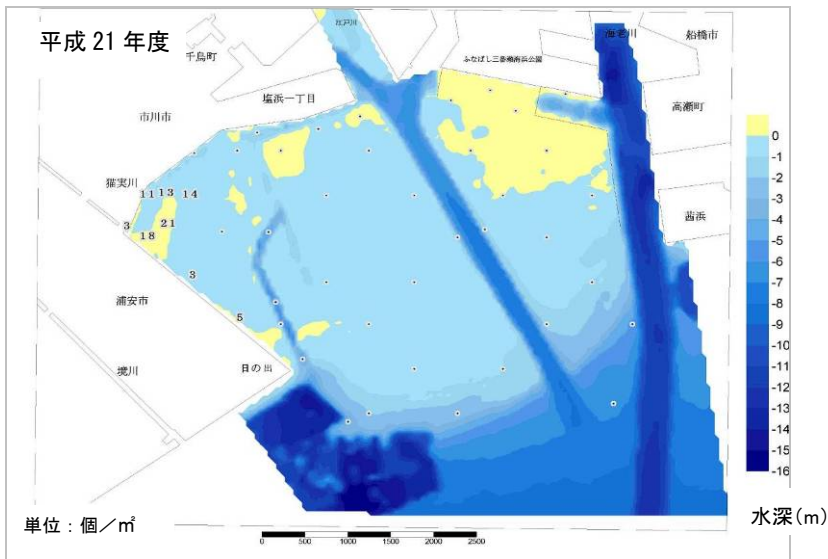 平成 21 年度
江戸川
海老川
船橋市
千鳥町
ふなばし三番瀬海浜公園
塩浜一丁目
高瀬町
市川市
猫実川
11 13 14
茜浜
3
18
21
3
浦安市
5
日の出
境川
0
-1
-2
-3
-4
-5
-6
-7
-8
-9
-10
-11
-12
-13
-14
-15
-16
水深(m)
単位：個／㎡
0 500 1000 1500 2000 2500